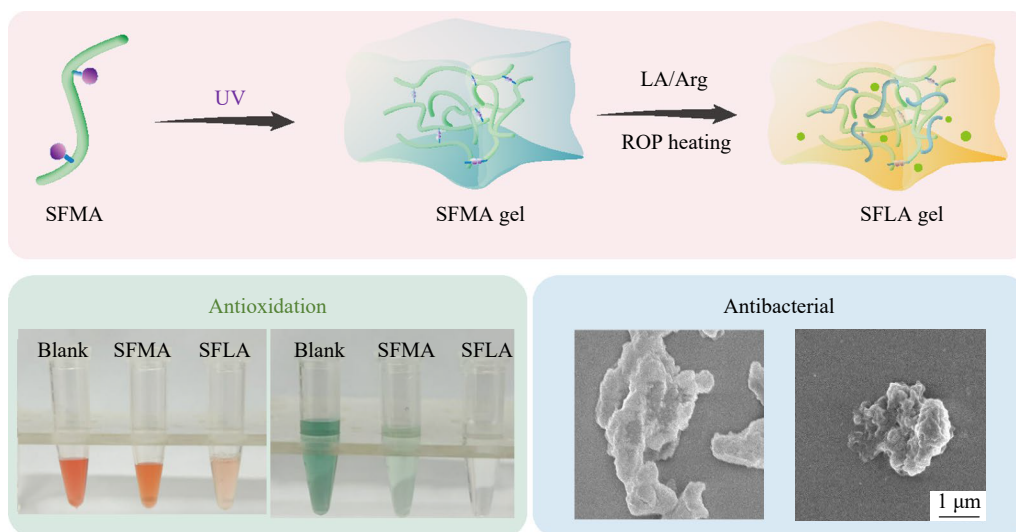 UV
LA/Arg
ROP heating
SFMA
SFMA gel
SFLA gel
Antioxidation
Blank SFMA SFLA
Blank SFMA SFLA
Antibacterial
1 μm